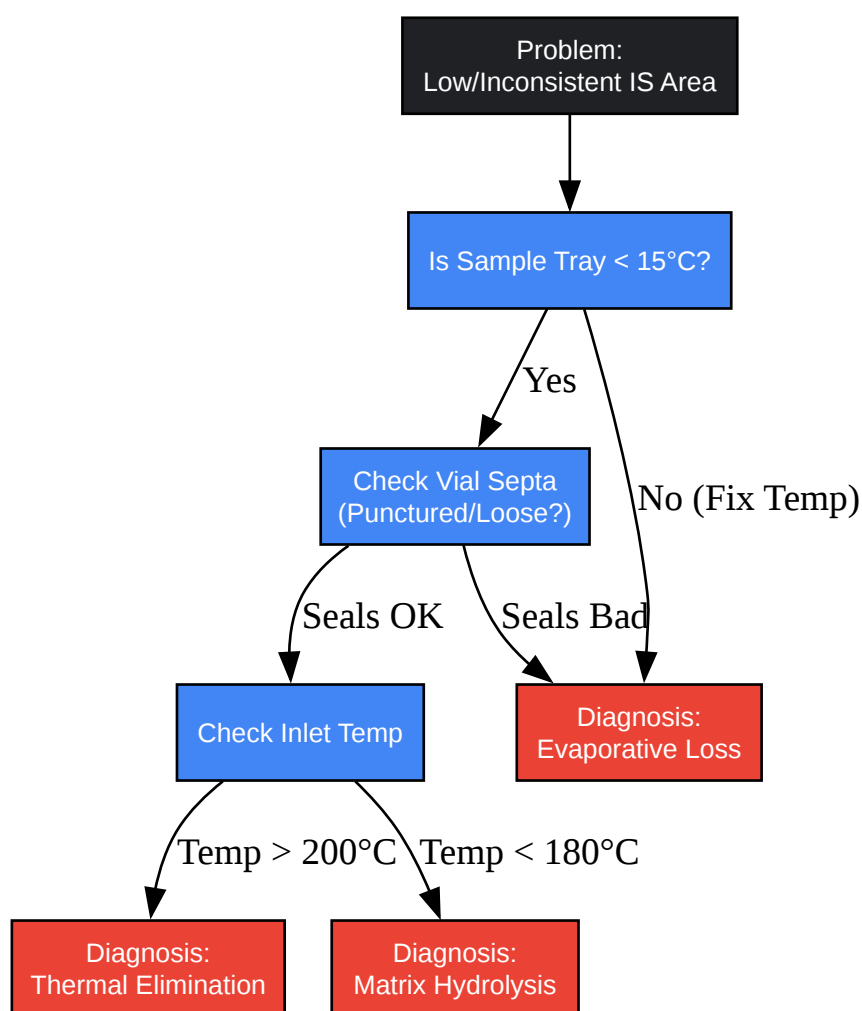 Problem:
Low/Inconsistent IS Area
Is Sample Tray < 15°C?
Yes
Check Vial Septa
(Punctured/Loose?)
No (Fix Temp)
Seals OK
Seals Bad
Check Inlet Temp
Diagnosis:
Evaporative Loss
Temp > 200°C
Temp < 180°C
Diagnosis:
Thermal Elimination
Diagnosis:
Matrix Hydrolysis